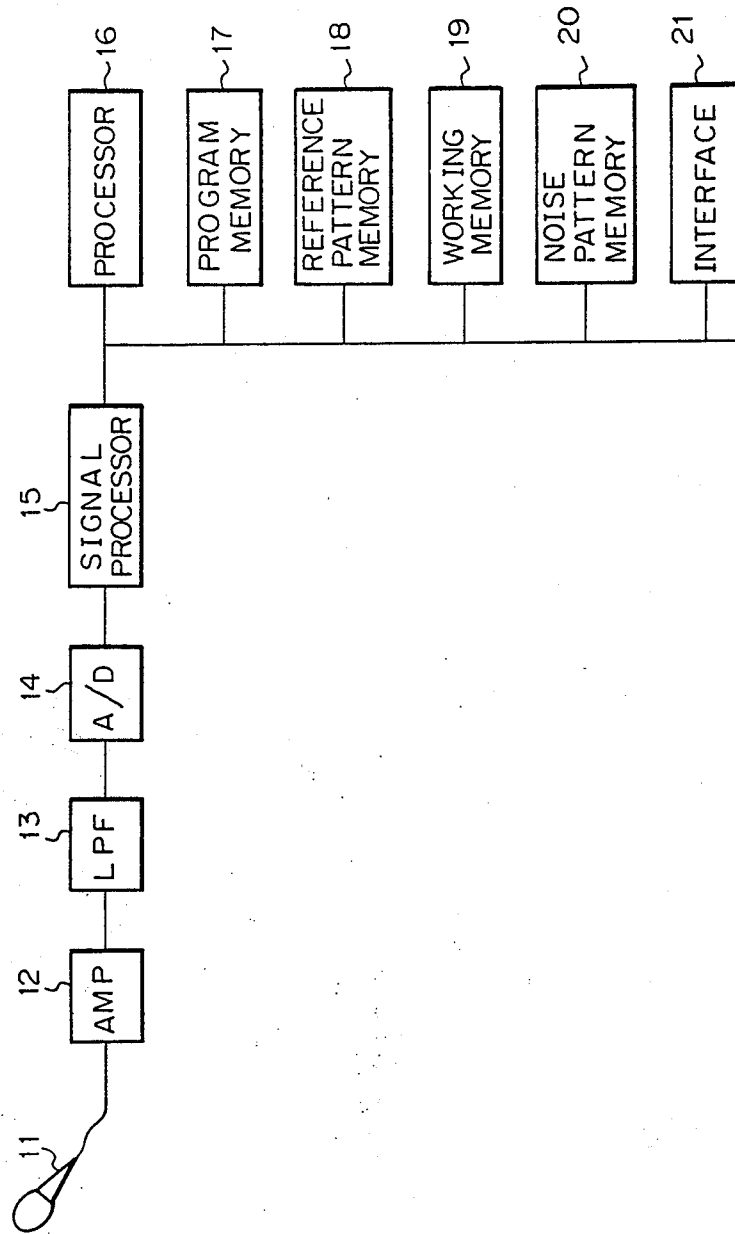 11
12
AMP
13
LPF
14
A/D
15
SIGNAL
PROCESSOR
PROCESSOR
16
PROGRAM
MEMORY
17
REFERENCE
PATTERN
MEMORY
18
WORKING
MEMORY
19
NOISE
PATTERN
MEMORY
20
INTERFACE
21